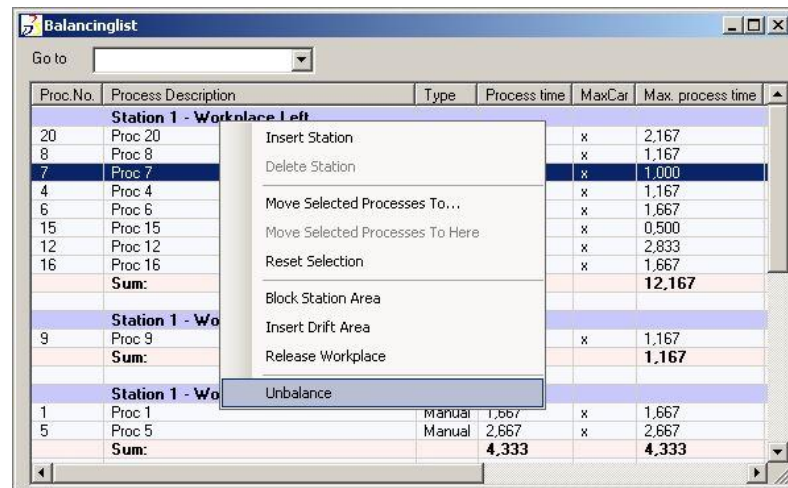 Balancinglist
Go to
Proc.No. Process Description Type Process time MaxCar Max. process time
Station 1 - Workplace Left
20 Proc 20 x 2,167
8 Proc 8 x 1,167
7 Proc 7 x 1,000
4 Proc 4 x 1,167
6 Proc 6 x 1,667
15 Proc 15 x 0,500
12 Proc 12 x 2,833
16 Proc 16 x 1,667
Sum: 12,167
Station 1 - Wo
9 Proc 9 x 1,167
Sum: 1,167
Station 1 - Wo
1 Proc 1 Manual 1,667 x 1,667
5 Proc 5 Manual 2,667 x 2,667
Sum: 4,333 4,333
Insert Station
Delete Station
Move Selected Processes To...
Move Selected Processes To Here
Reset Selection
Block Station Area
Insert Drift Area
Release Workplace
Unbalance